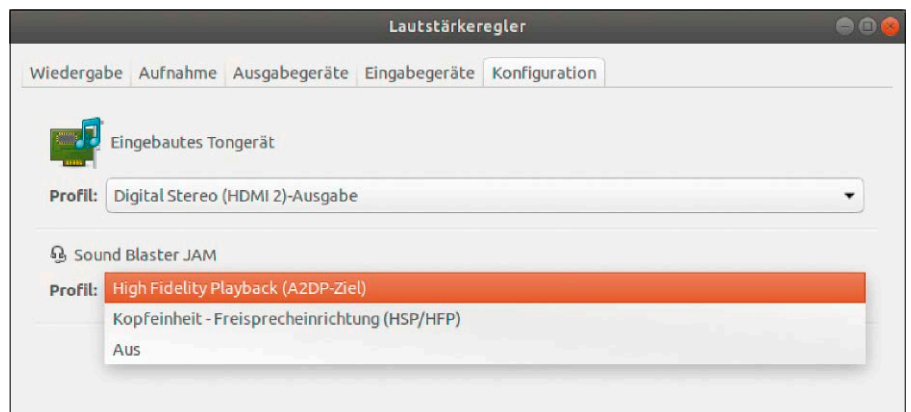 Lautstärkeregler
Wiedergabe Aufnahme Ausgabegeräte Eingabegeräte Konfiguration
Eingebautes Tongerät
Profil: Digital Stereo (HDMI 2)-Ausgabe
Sound Blaster JAM
Profil: High Fidelity Playback (A2DP-Ziel)
Kopfeinheit - Freisprecheinrichtung (HSP/HFP)
Aus